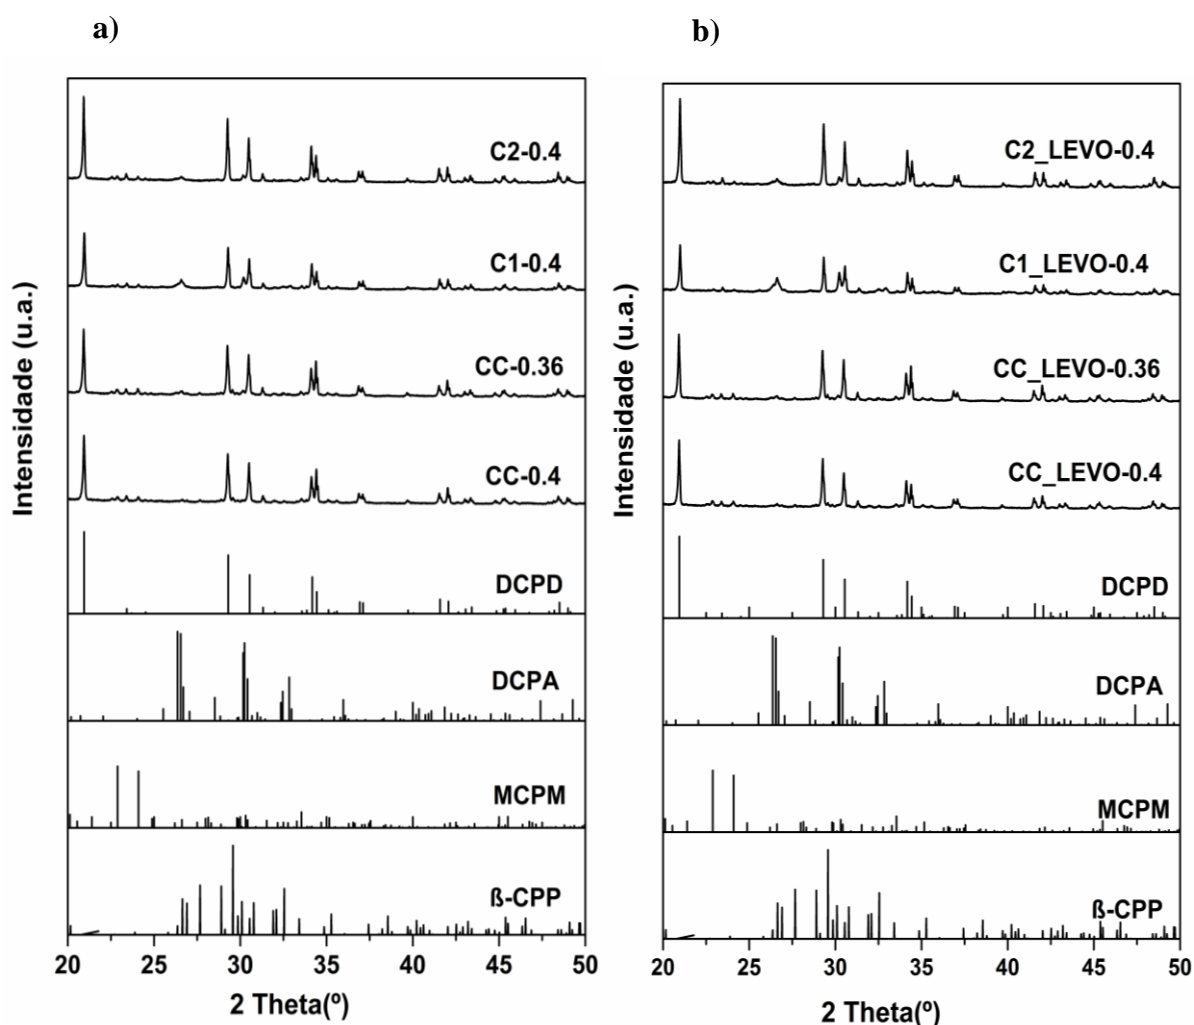 a)
Intensidade (u.a.)
C2-0.4
C1-0.4
CC-0.36
CC-0.4
DCPD
DCPA
MCPM
ß-CPP
20 25 30 35 40 45 50
2 Theta(º)
b)
Intensidade (u.a.)
C2_LEVO-0.4
C1_LEVO-0.4
CC_LEVO-0.36
CC_LEVO-0.4
DCPD
DCPA
MCPM
ß-CPP
20 25 30 35 40 45 50
2 Theta(º)